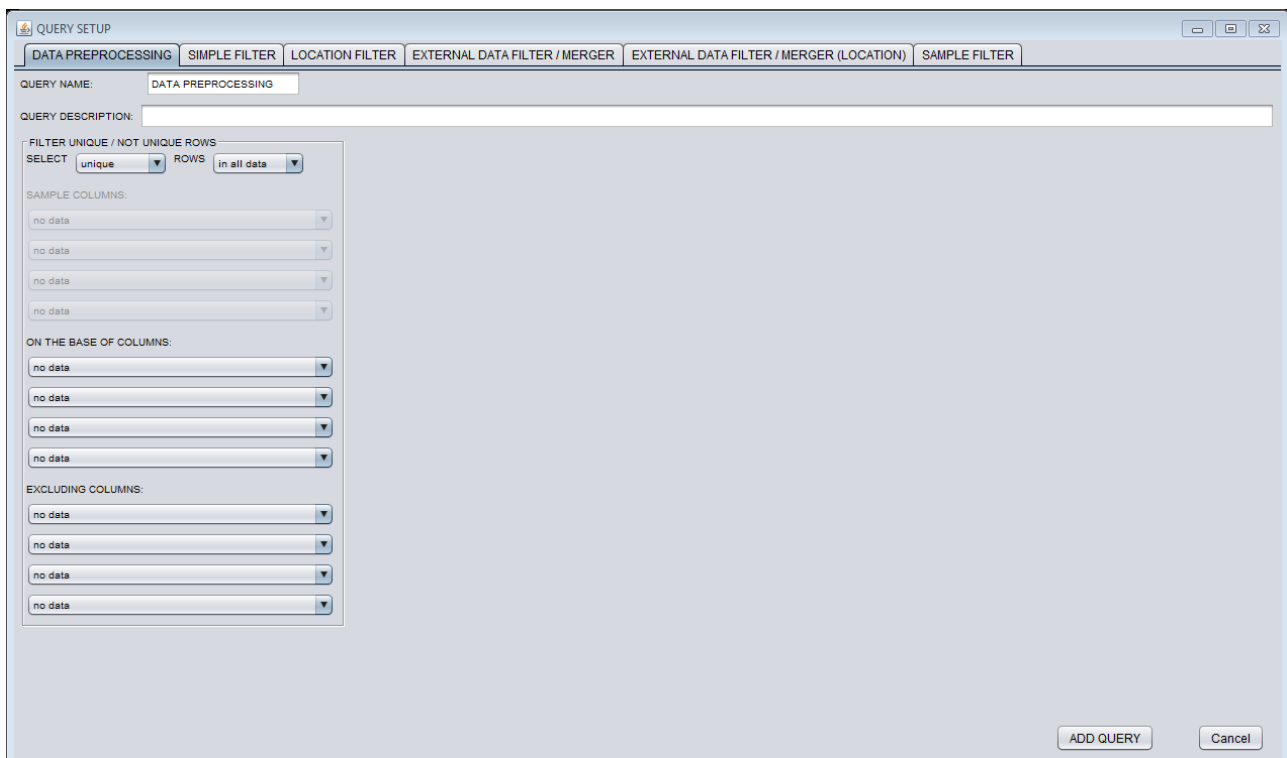 QUERY SETUP
DATA PREPROCESSING SIMPLE FILTER LOCATION FILTER EXTERNAL DATA FILTER / MERGER EXTERNAL DATA FILTER / MERGER (LOCATION) SAMPLE FILTER
QUERY NAME: DATA PREPROCESSING
QUERY DESCRIPTION:
FILTER UNIQUE / NOT UNIQUE ROWS
SELECT unique ROWS in all data
SAMPLE COLUMNS:
no data
no data
no data
no data
ON THE BASE OF COLUMNS:
no data
no data
no data
no data
EXCLUDING COLUMNS:
no data
no data
no data
no data
ADD QUERY Cancel